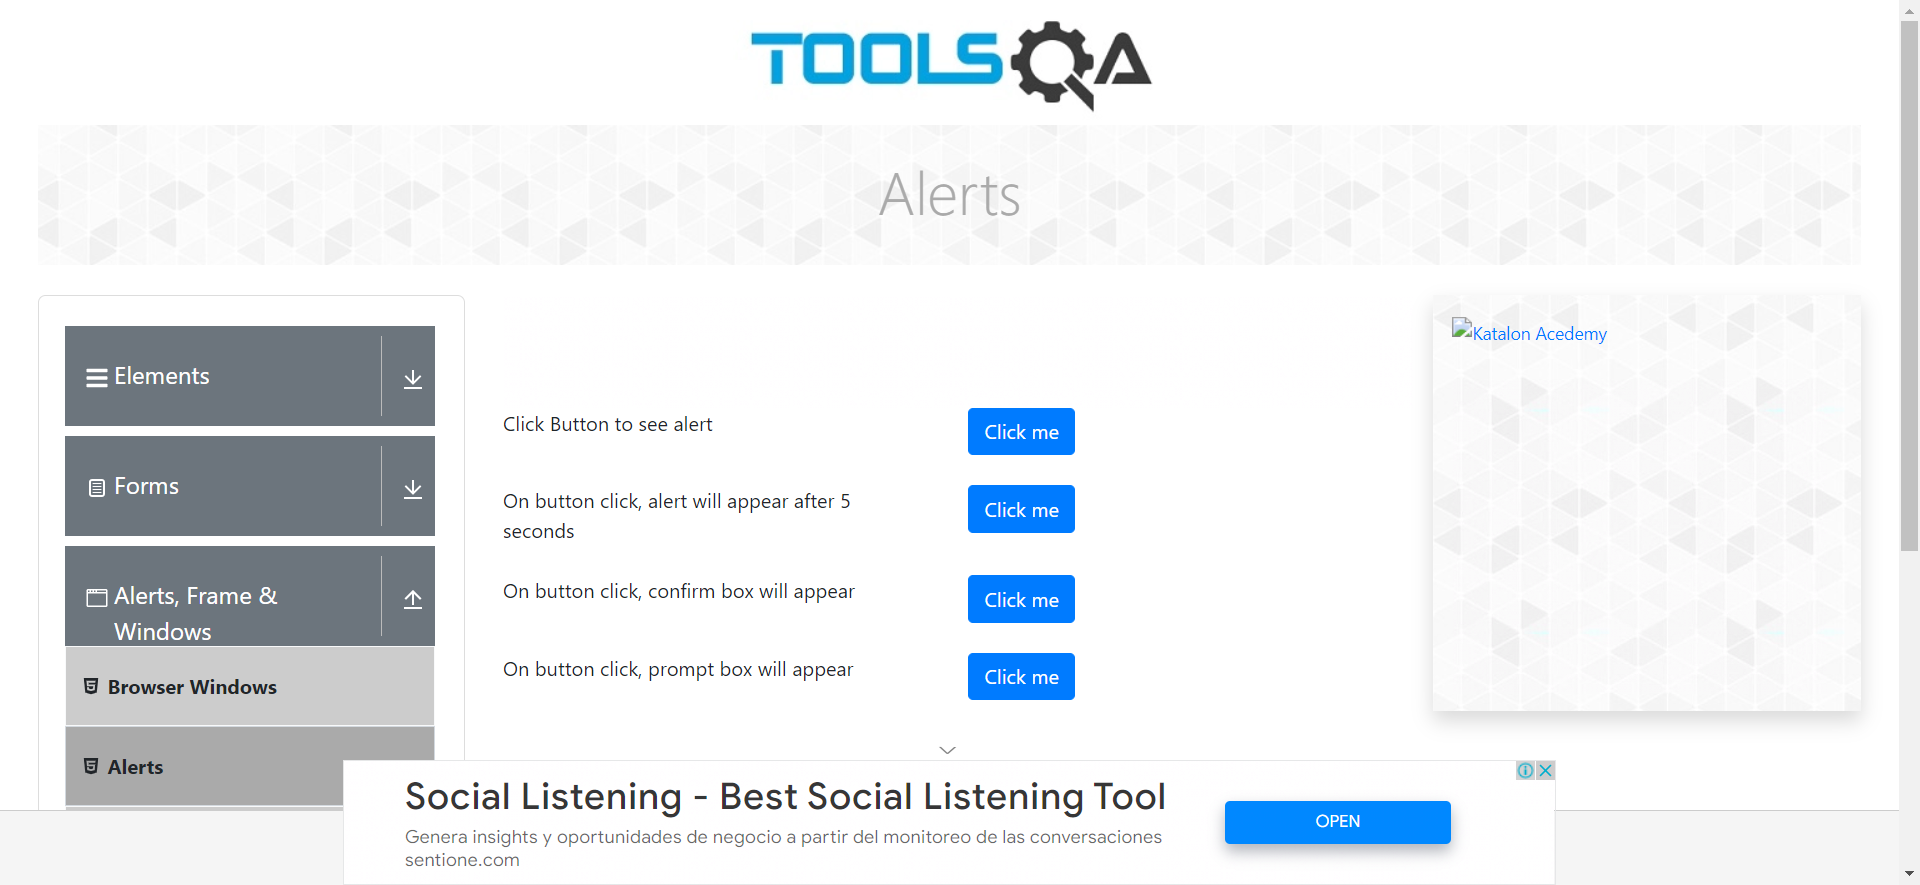 TOOLSQA
Alerts
Elements
Forms
Alerts, Frame &
Windows
Browser Windows
Alerts
Click Button to see alert
Click me
On button click, alert will appear after 5
seconds
Click me
On button click, confirm box will appear
Click me
On button click, prompt box will appear
Click me
Katalon Acedemy
Social Listening - Best Social Listening Tool
Genera insights y oportunidades de negocio a partir del monitoreo de las conversaciones
sentione.com
OPEN